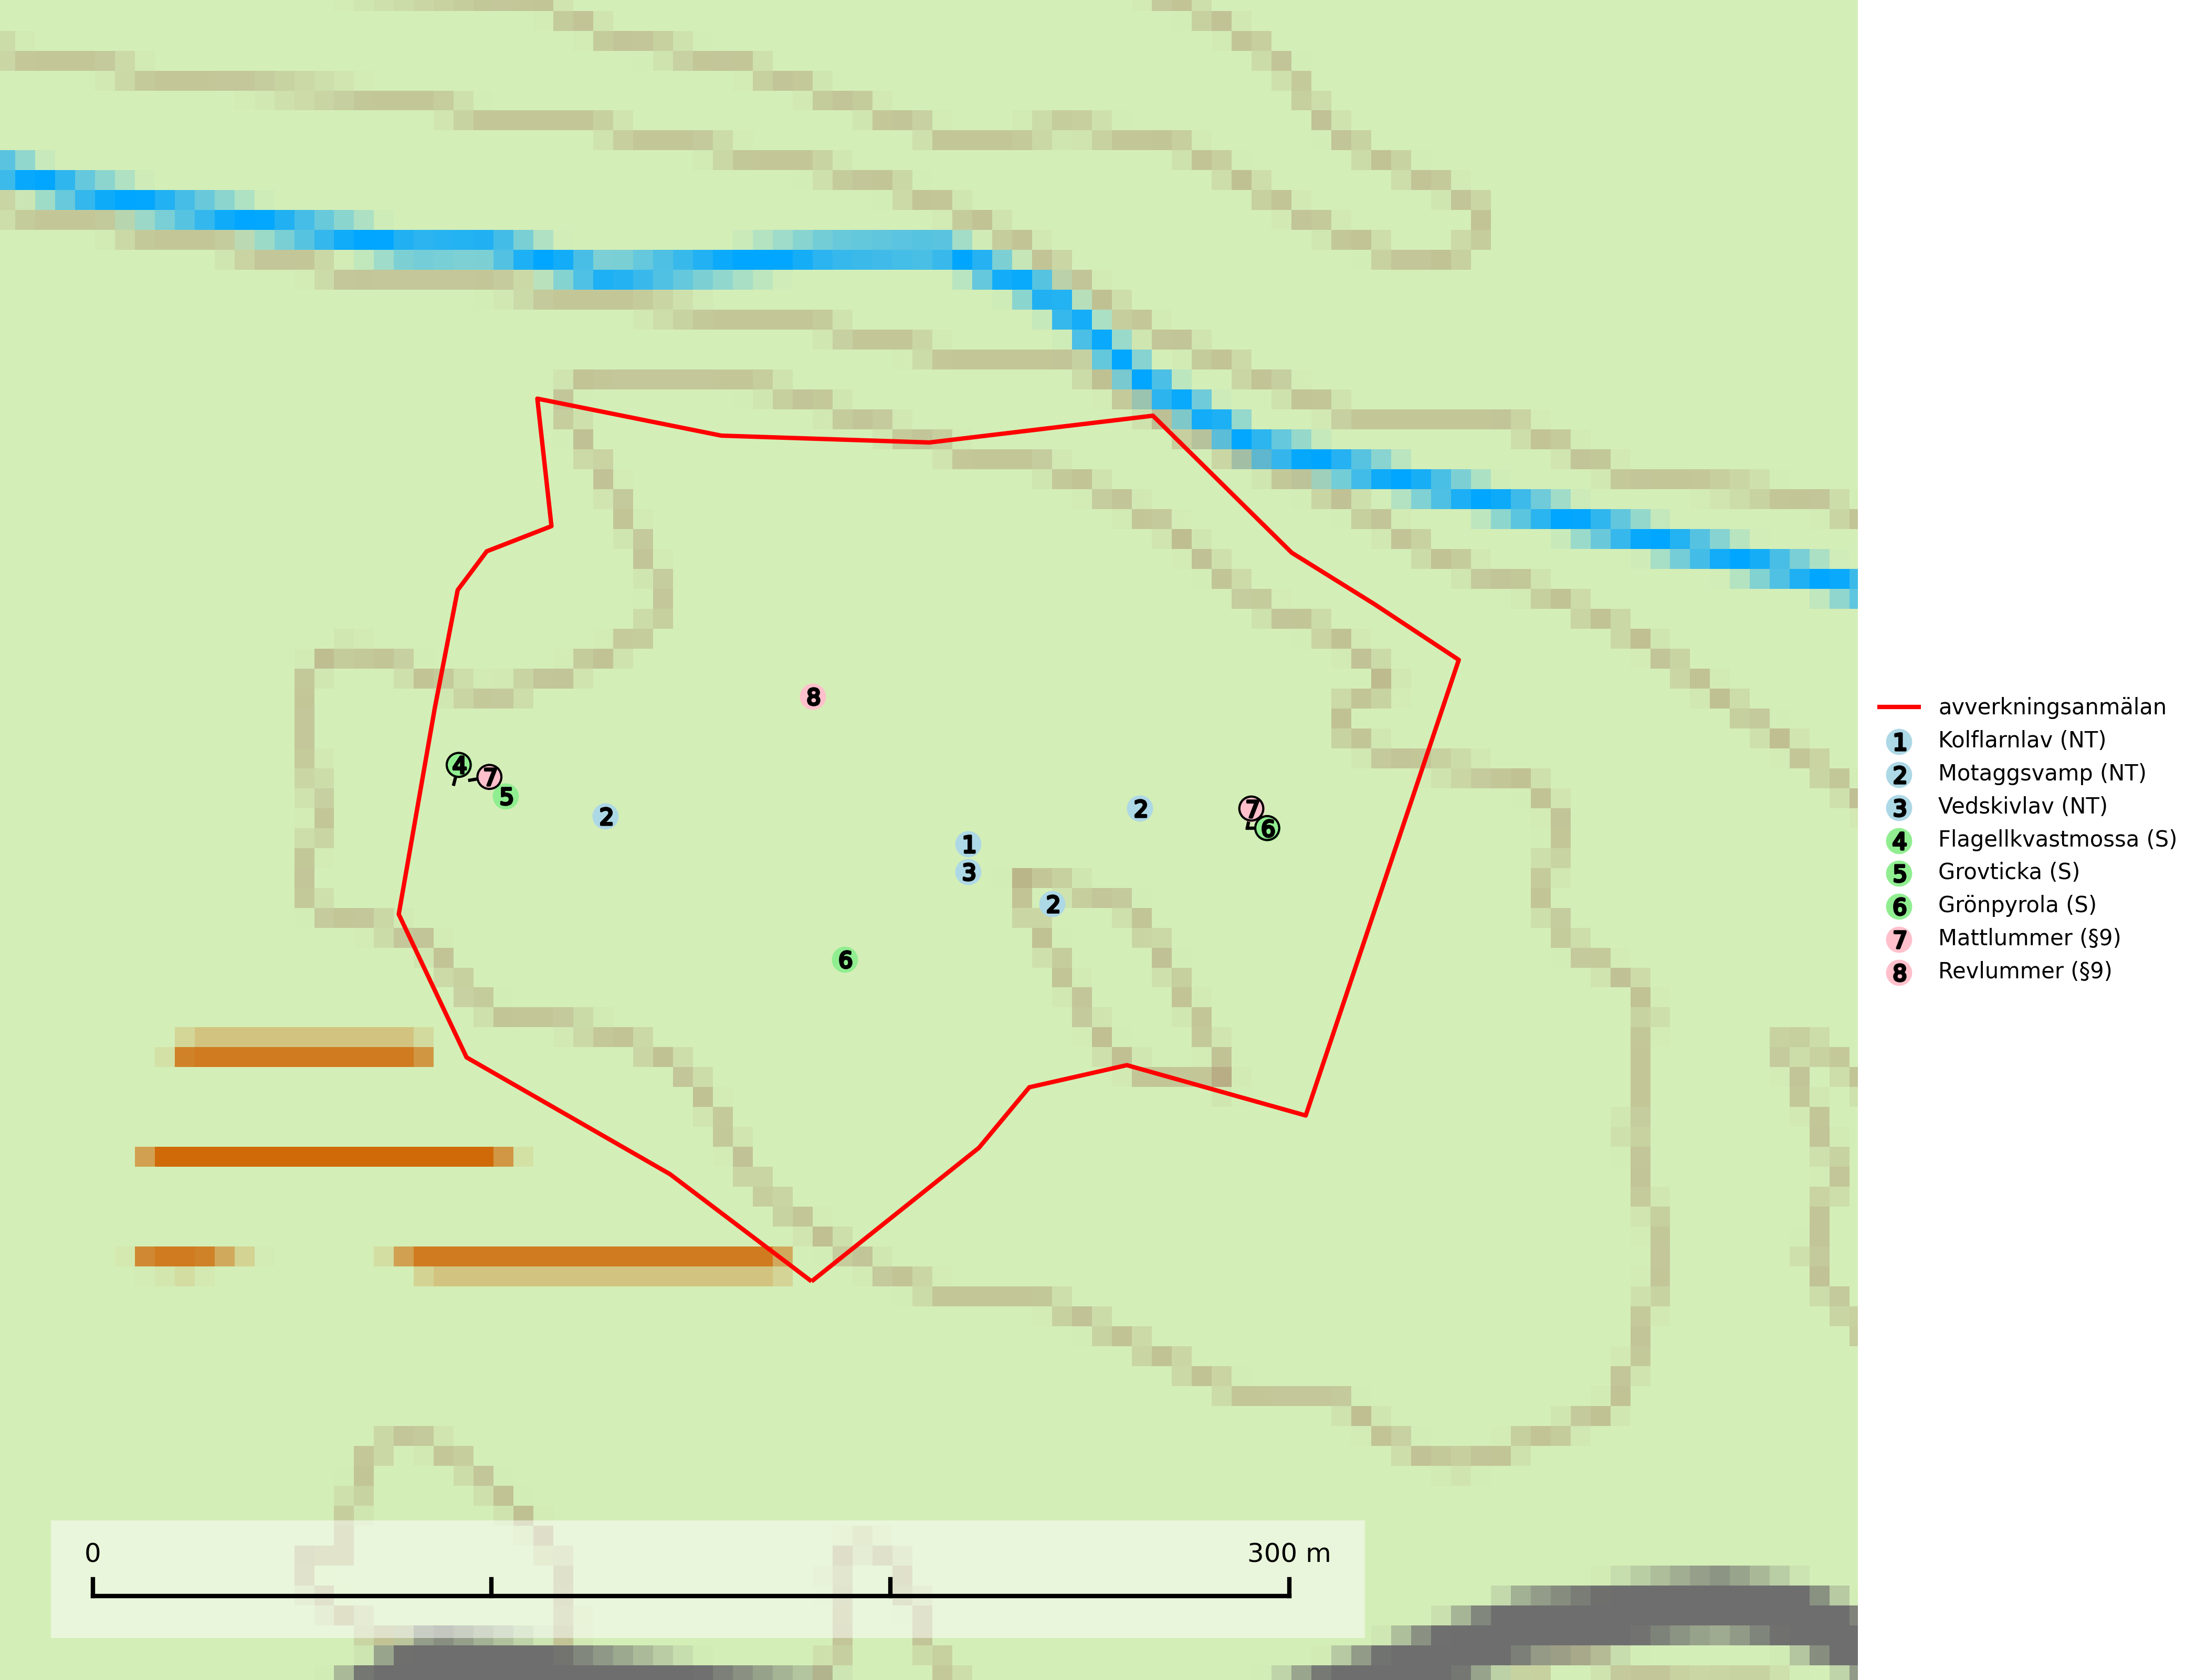 8
4
7
5
2
2
7
6
1
3
2
6
0
300 m
avverkningsanmälan
1 Kolflarnlav (NT)
2 Motaggsvamp (NT)
3 Vedskivlav (NT)
4 Flagellkvastmossa (S)
5 Grovticka (S)
6 Grönpyrola (S)
7 Mattlummer (§9)
8 Revlummer (§9)